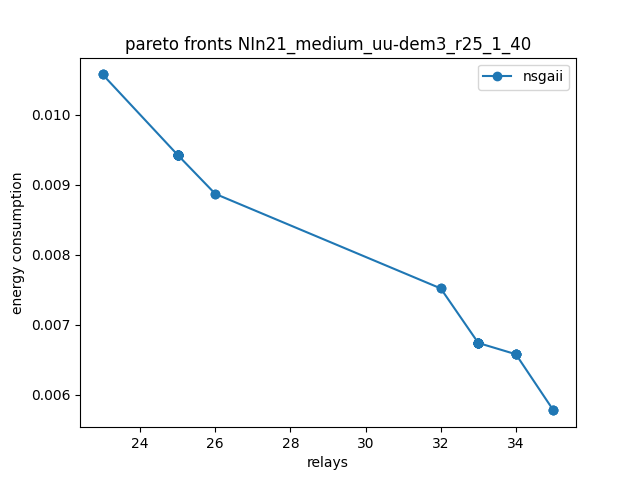 pareto fronts NIn21_medium_uu-dem3_r25_1_40
nsgaii
0.010
0.009
0.008
0.007
0.006
energy consumption
24 26 28 30 32 34
relays